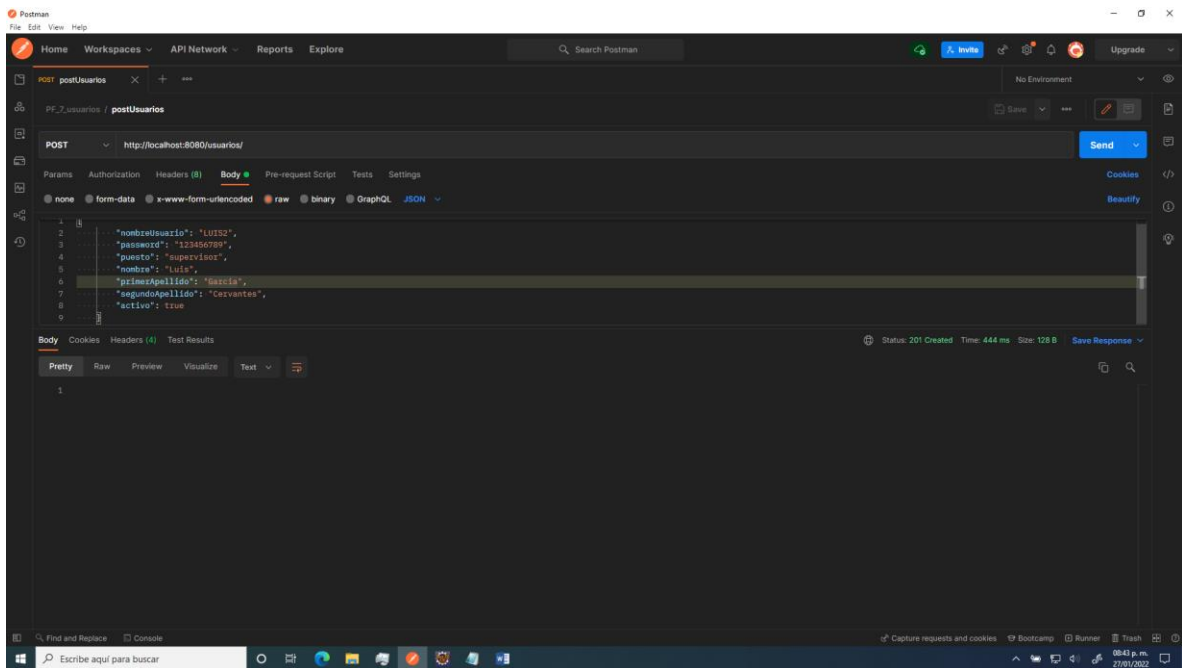 Postman
File Edit View Help
Home Workspaces API Network Reports Explore
Search Postman
Invite
Upgrade
POST postUsuarios
No Environment
PF_7_usuarios / postUsuarios
Save
POST http://localhost:8080/usuarios/
Send
Params Authorization Headers (8) Body Pre-request Script Tests Settings
Cookies
none form-data x-www-form-urlencoded raw binary GraphQL JSON
Beautify
1 {
2 "nombreUsuario": "LUIS2",
3 "password": "123456789",
4 "puesto": "supervisor",
5 "nombre": "Luis",
6 "primerApellido": "Garcia",
7 "segundoApellido": "Cervantes",
8 "activo": true
9 }
Body Cookies Headers (4) Test Results
Status: 201 Created Time: 444 ms Size: 128 B Save Response
Pretty Raw Preview Visualize Text
1
Find and Replace Console
Capture requests and cookies Bootcamp Runner Trash
Escribe aquí para buscar
08:43 p. m.
27/01/2022